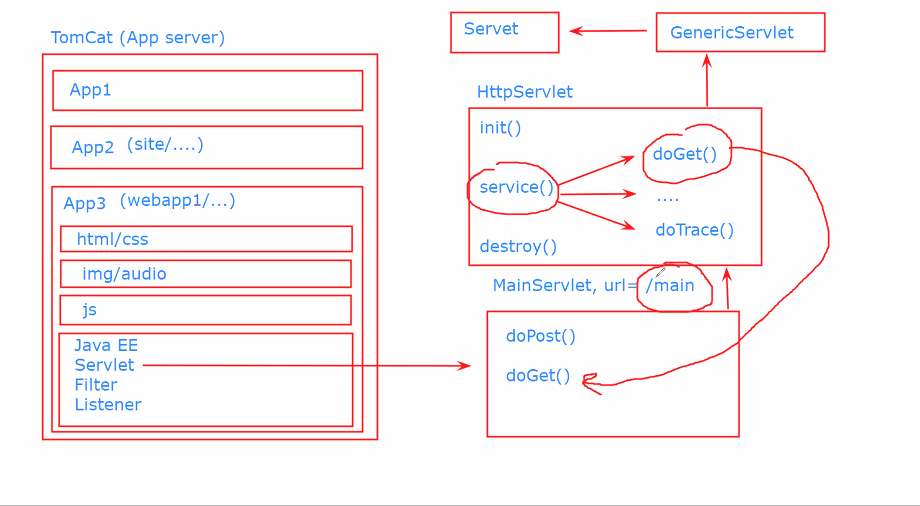 TomCat (App server)
App1
App2 (site/....)
App3 (webapp1/...)
html/css
img/audio
js
Java EE
Servlet
Filter
Listener
Servet
GenericServlet
HttpServlet
init()
doGet()
service()
....
doTrace()
destroy()
MainServlet, url= /main
doPost()
doGet()